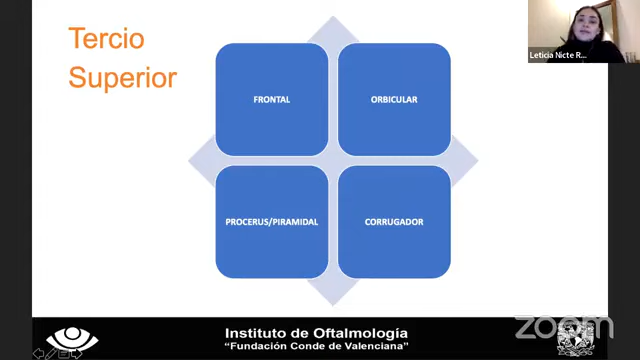 Tercio
Superior
FRONTAL
ORBICULAR
PROCERUS/PIRAMIDAL
CORRUGADOR
Leticia Nicte R...
Instituto de Oftalmología
“Fundación Conde de Valenciana”
zoom